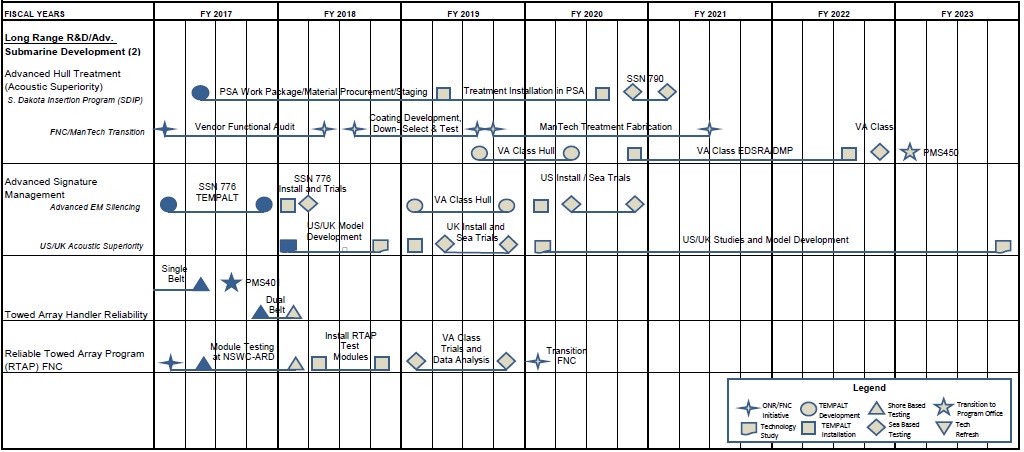 FISCAL YEARS FY 2017 FY 2018 FY 2019 FY 2020 FY 2021 FY 2022 FY 2023
Long Range R&D/Adv.
Submarine Development (2)
Advanced Hull Treatment
(Acoustic Superiority)
S. Dakota Insertion Program (SDIP)
PSA Work Package/Material Procurement/Staging
Treatment Installation in PSA
SSN 790
FNC/ManTech Transition
Vendor Functional Audit
Coating Development,
Down-Select & Test
ManTech Treatment Fabrication
VA Class
VA Class Hull
VA Class EDSRA/DMP
PMS450
Advanced Signature
Management
Advanced EM Silencing
SSN 776
TEMPALT
SSN 776
Install and Trials
VA Class Hull
US Install / Sea Trials
US/UK Acoustic Superiority
US/UK Model
Development
UK Install and
Sea Trials
US/UK Studies and Model Development
Single
Belt
PMS401
Dual
Belt
Towed Array Handler Reliability
Reliable Towed Array Program
(RTAP) FNC
Module Testing
at NSWC-ARD
Install RTAP
Test
Modules
VA Class
Trials and
Data Analysis
Transition
FNC
Legend
ONR/FNC
Initiative
TEMPALT
Development
Shore Based
Testing
Transition to
Program Office
Technology
Study
TEMPALT
Installation
Sea Based
Testing
Tech
Refresh